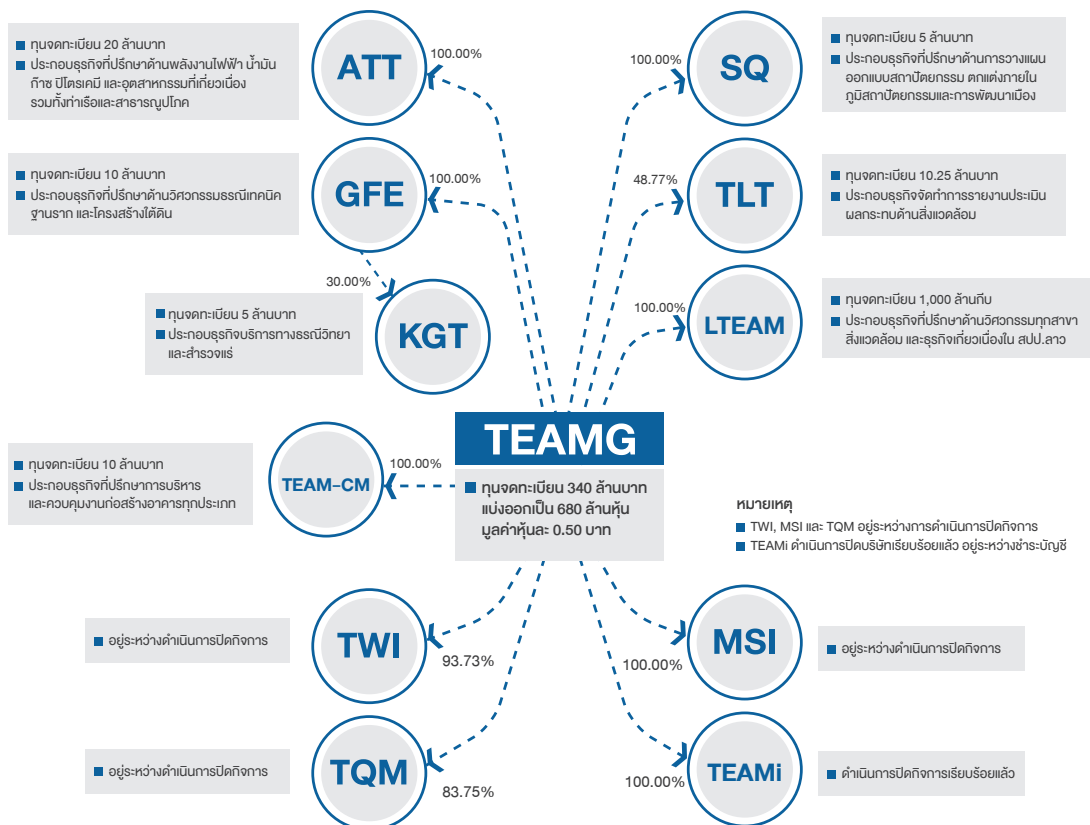 ทุนจดทะเบียน 20 ล้านบาท
ประกอบธุรกิจที่ปรึกษาด้านพลังงานไฟฟ้า น้ำมัน
ก๊าซ ปิโตรเคมี และอุตสาหกรรมที่เกี่ยวเนื่อง
รวมทั้งท่าเรือและสาธารณูปโภค
ATT
100.00%
ทุนจดทะเบียน 10 ล้านบาท
ประกอบธุรกิจที่ปรึกษาด้านวิศวกรรมธรณีเทคนิค
ฐานราก และโครงสร้างใต้ดิน
GFE
100.00%
30.00%
ทุนจดทะเบียน 5 ล้านบาท
ประกอบธุรกิจบริการทางธรณีวิทยา
และสำรวจแร่
KGT
100.00%
SQ
ทุนจดทะเบียน 5 ล้านบาท
ประกอบธุรกิจที่ปรึกษาด้านการวางแผน
ออกแบบสถาปัตยกรรม ตกแต่งภายใน
ภูมิสถาปัตยกรรมและการพัฒนาเมือง
48.77%
TLT
ทุนจดทะเบียน 10.25 ล้านบาท
ประกอบธุรกิจจัดทำการรายงานประเมิน
ผลกระทบด้านสิ่งแวดล้อม
100.00%
LTEAM
ทุนจดทะเบียน 1,000 ล้านกีบ
ประกอบธุรกิจที่ปรึกษาด้านวิศวกรรมทุกสาขา
สิ่งแวดล้อม และธุรกิจเกี่ยวเนื่องใน สปป.ลาว
TEAMG
ทุนจดทะเบียน 340 ล้านบาท
แบ่งออกเป็น 680 ล้านหุ้น
มูลค่าหุ้นละ 0.50 บาท
ทุนจดทะเบียน 10 ล้านบาท
ประกอบธุรกิจที่ปรึกษาการบริหาร
และควบคุมงานก่อสร้างอาคารทุกประเภท
TEAM-CM
100.00%
หมายเหตุ
TWI, MSI และ TQM อยู่ระหว่างการดำเนินการปิดกิจการ
TEAMi ดำเนินการปิดบริษัทเรียบร้อยแล้ว อยู่ระหว่างชำระบัญชี
อยู่ระหว่างดำเนินการปิดกิจการ
TWI
93.73%
100.00%
MSI
อยู่ระหว่างดำเนินการปิดกิจการ
อยู่ระหว่างดำเนินการปิดกิจการ
TQM
83.75%
100.00%
TEAMi
ดำเนินการปิดกิจการเรียบร้อยแล้ว